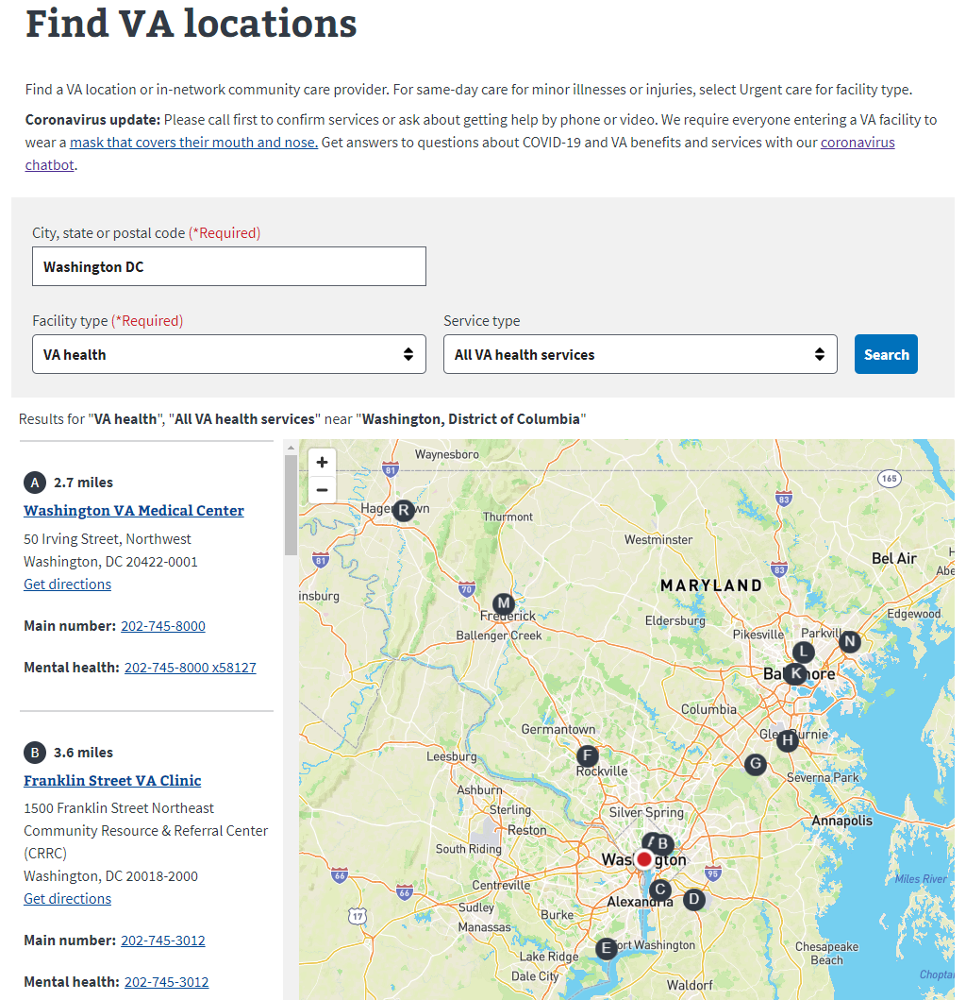 Find VA locations
Find a VA location or in-network community care provider. For same-day care for minor illnesses or injuries, select Urgent care for facility type.
Coronavirus update: Please call first to confirm services or ask about getting help by phone or video. We require everyone entering a VA facility to
wear a mask that covers their mouth and nose. Get answers to questions about COVID-19 and VA benefits and services with our coronavirus
chatbot.
City, state or postal code (*Required)
Washington DC
Facility type (*Required)
Service type
VA health
All VA health services
Search
Results for "VA health", "All VA health services" near "Washington, District of Columbia"
A 2.7 miles
Washington VA Medical Center
50 Irving Street, Northwest
Washington, DC 20422-0001
Get directions
Main number: 202-745-8000
Mental health: 202-745-8000 x58127
B 3.6 miles
Franklin Street VA Clinic
1500 Franklin Street Northeast
Community Resource & Referral Center
(CRRC)
Washington, DC 20018-2000
Get directions
Main number: 202-745-3012
Mental health: 202-745-3012
+
−
Waynesboro
81
165
83
R
Thurmont
Westminster
81
83
Bel Air
70
MARYLAND
insburg
M
Frederick
Eldersburg
Edgewood
Ballenger Creek
Pikesville
N
L
K
Columbia
Germantown
H
Leesburg
F
G
Rockville
Severna Park
Ashburn
Sterling
Silver Spring
Reston
Annapolis
South Riding
B
66
95
Miles River
Centreville
66
C
D
Alexandria
Sudley
Burke
17
Manassas
E
Fort Washington
Lake Ridge
Chesapeake
Beach
Dale City
Waldorf